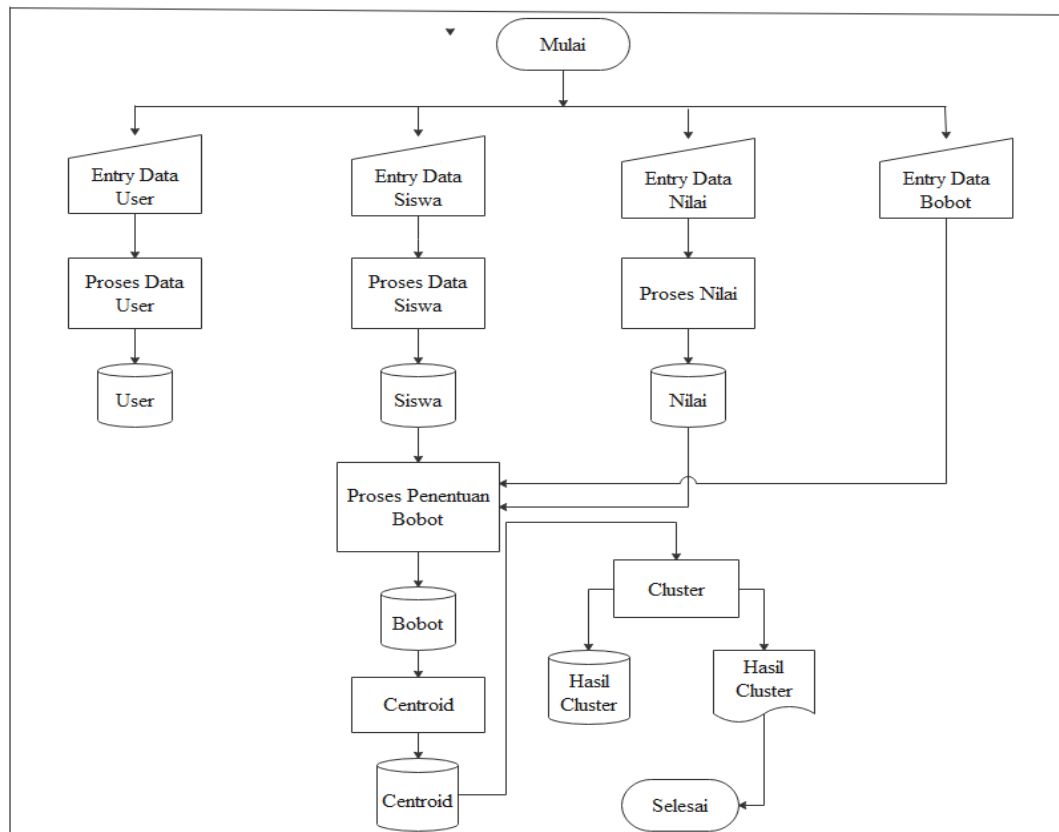 Mulai
Entry Data
User
Entry Data
Siswa
Entry Data
Nilai
Entry Data
Bobot
Proses Data
User
Proses Data
Siswa
Proses Nilai
User
Siswa
Nilai
Proses Penentuan
Bobot
Cluster
Bobot
Hasil
Cluster
Hasil
Cluster
Centroid
Centroid
Selesai